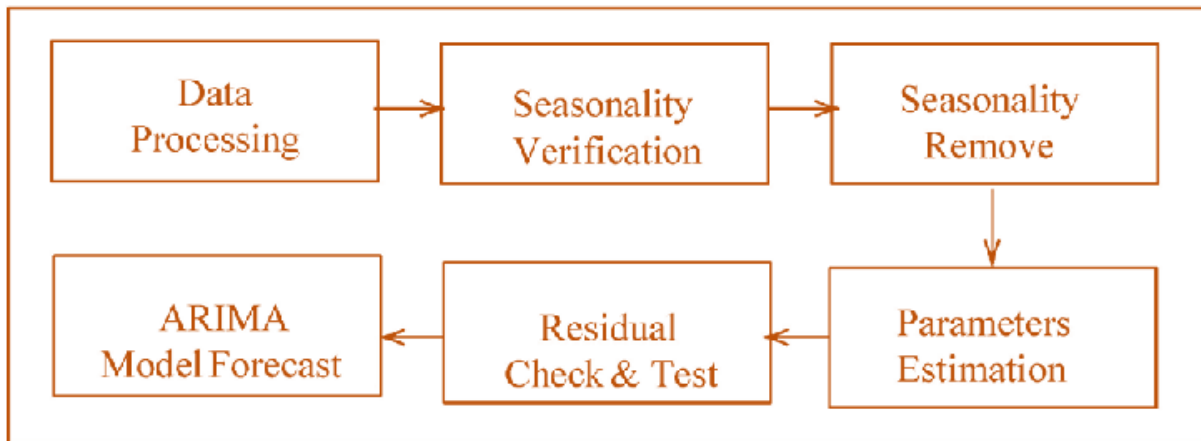 Data
Processing
Seasonality
Verification
Seasonality
Remove
Parameters
Estimation
Residual
Check & Test
ARIMA
Model Forecast